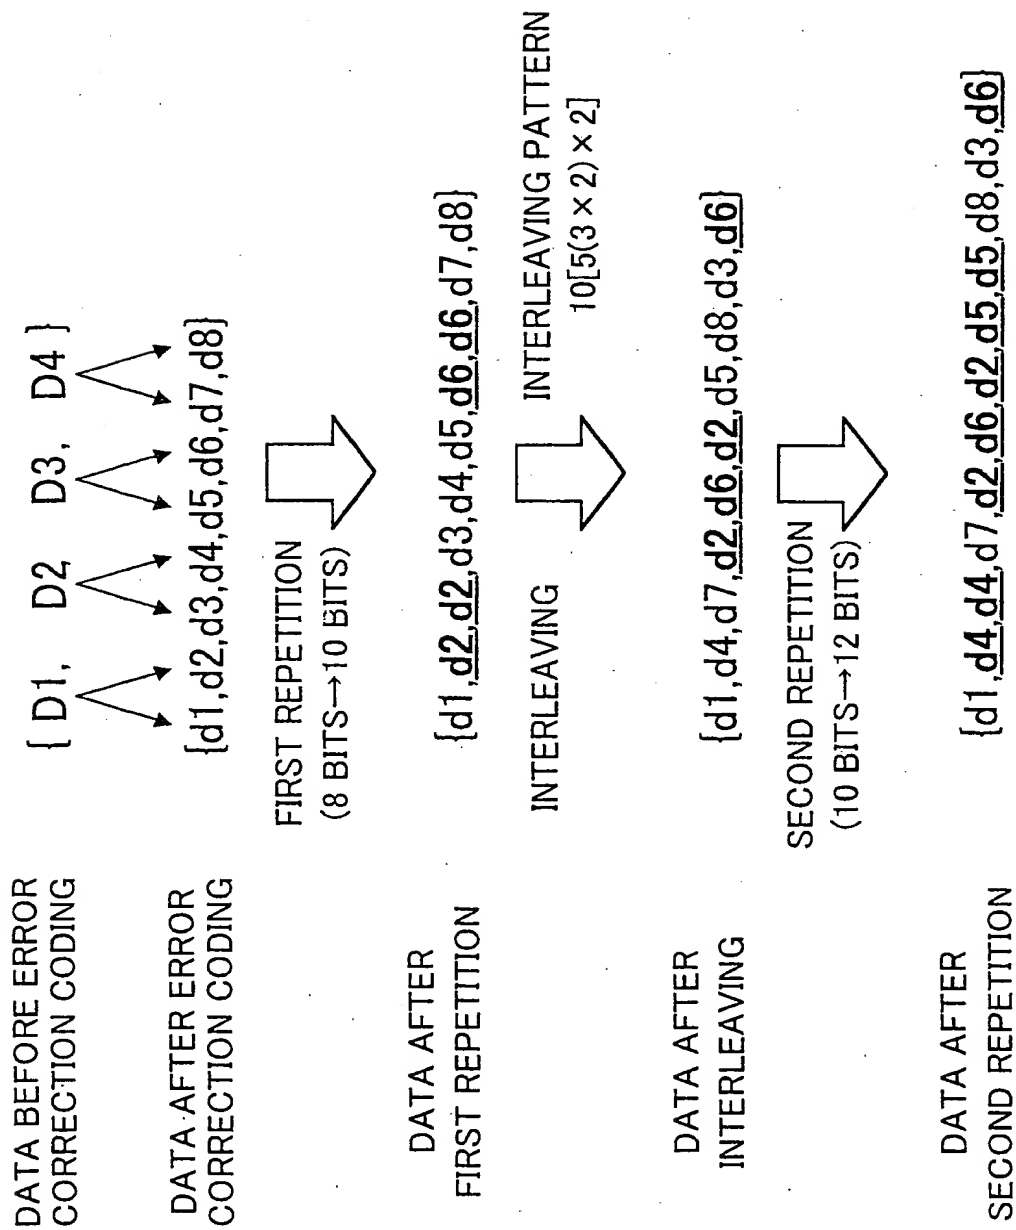 DATA BEFORE ERROR
CORRECTION CODING
{ D1, D2, D3, D4 }
DATA AFTER ERROR
CORRECTION CODING
{d1,d2,d3,d4,d5,d6,d7,d8}
FIRST REPETITION
(8 BITS→10 BITS)
DATA AFTER
FIRST REPETITION
{d1,d2,d2,d3,d4,d5,d6,d6,d7,d8}
INTERLEAVING
INTERLEAVING PATTERN
10[5(3×2)×2]
DATA AFTER
INTERLEAVING
{d1,d4,d7,d2,d6,d2,d5,d8,d3,d6}
SECOND REPETITION
(10 BITS→12 BITS)
DATA AFTER
SECOND REPETITION
{d1,d4,d4,d7,d2,d6,d2,d5,d5,d8,d3,d6}